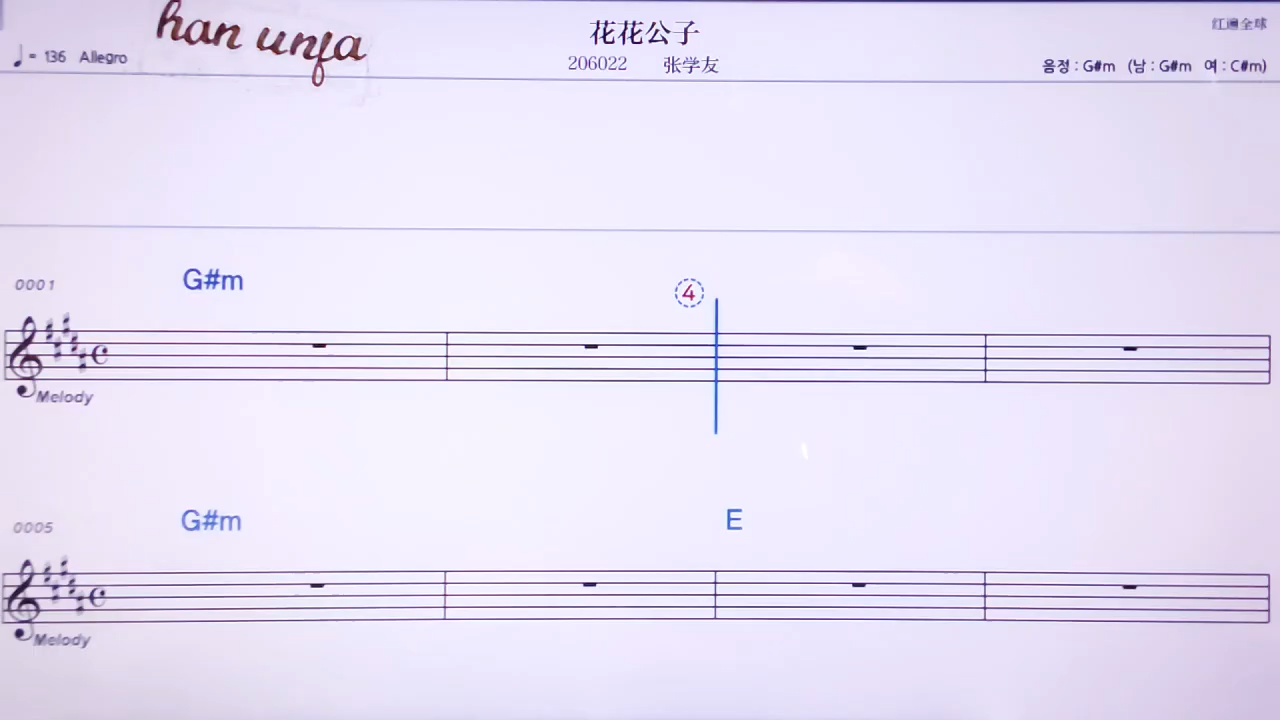 han unfa
花花公子
红遍全球
♩= 136 Allegro
206022 张学友
음정 : G#m (남 : G#m 여 : C#m)
0001
G#m
4
Melody
0005
G#m E
Melody